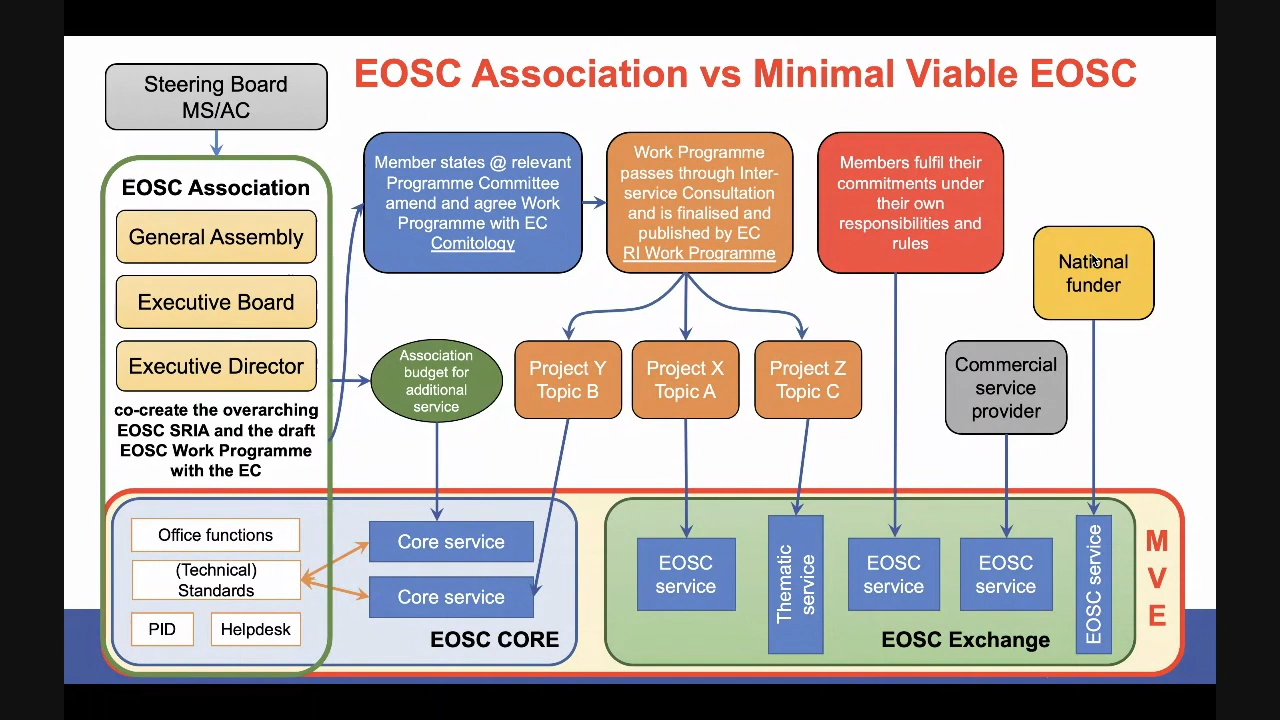 EOSC Association vs Minimal Viable EOSC
Steering Board
MS/AC
EOSC Association
General Assembly
Executive Board
Executive Director
co-create the overarching
EOSC SRIA and the draft
EOSC Work Programme
with the EC
Member states @ relevant
Programme Committee
amend and agree Work
Programme with EC
Comitology
Work Programme
passes through Inter-
service Consultation
and is finalised and
published by EC
RI Work Programme
Members fulfil their
commitments under
their own
responsibilities and
rules
National
funder
Association
budget for
additional
service
Project Y
Topic B
Project X
Topic A
Project Z
Topic C
Commercial
service
provider
Office functions
(Technical)
Standards
PID
Helpdesk
Core service
Core service
EOSC CORE
EOSC
service
Thematic
service
EOSC
service
EOSC
service
EOSC service
EOSC Exchange
M
V
E